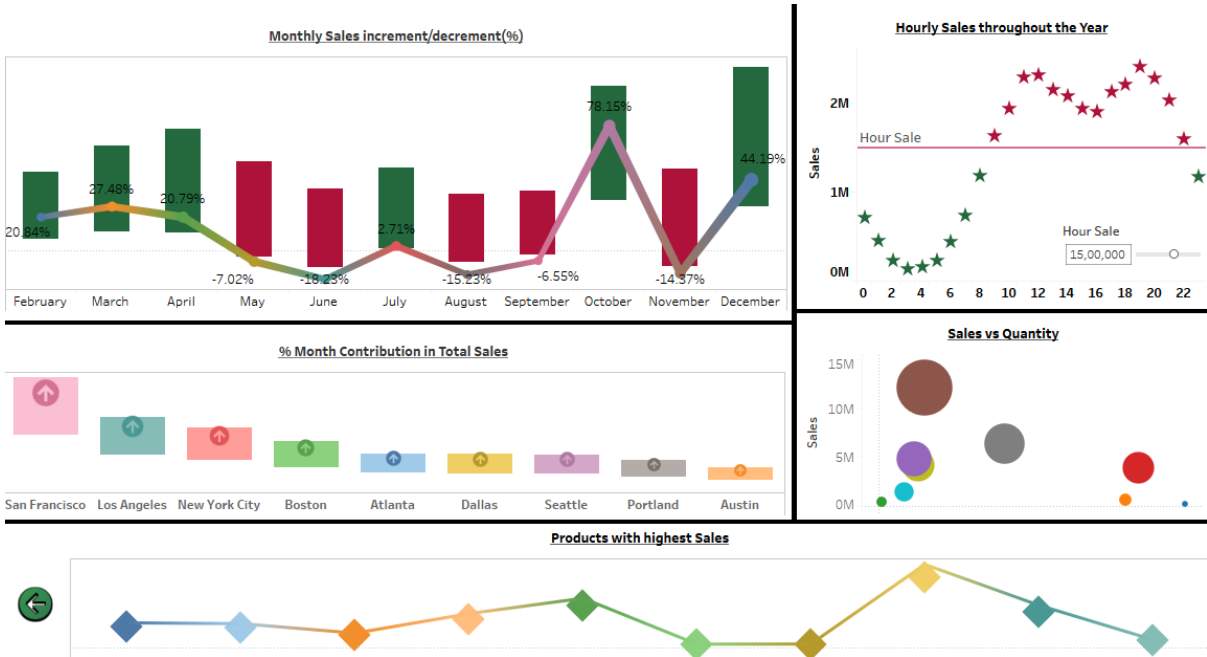 Monthly Sales increment/decrement(%)
20.84%
27.48%
20.79%
-7.02%
-18.23%
2.71%
-15.23%
-6.55%
78.15%
-14.37%
44.19%
February March April May June July August September October November December
Hourly Sales throughout the Year
Sales
2M
1M
0M
Hour Sale
Hour Sale
15,00,000
0 2 4 6 8 10 12 14 16 18 20 22
% Month Contribution in Total Sales
San Francisco Los Angeles New York City Boston Atlanta Dallas Seattle Portland Austin
Sales vs Quantity
Sales
15M
10M
5M
0M
Products with highest Sales